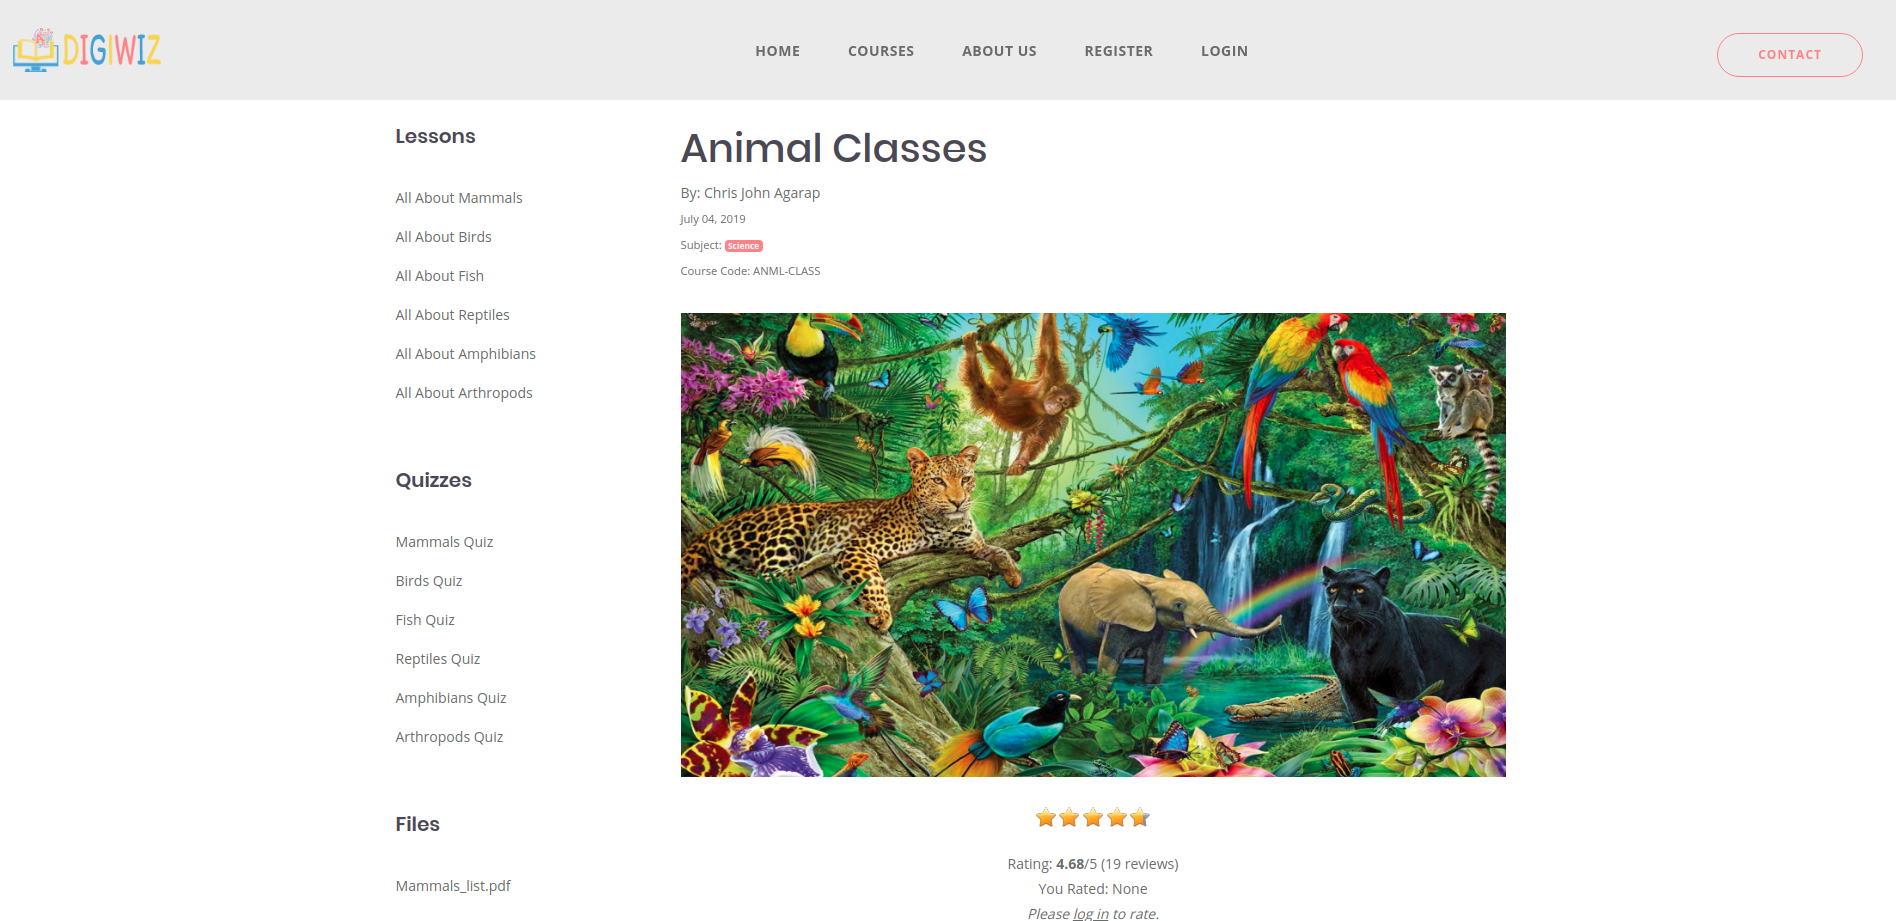 DIGIWIZ
HOME COURSES ABOUT US REGISTER LOGIN
CONTACT
Lessons
All About Mammals
All About Birds
All About Fish
All About Reptiles
All About Amphibians
All About Arthropods
Quizzes
Mammals Quiz
Birds Quiz
Fish Quiz
Reptiles Quiz
Amphibians Quiz
Arthropods Quiz
Files
Mammals_list.pdf
Animal Classes
By: Chris John Agarap
July 04, 2019
Subject: Science
Course Code: ANML-CLASS
Rating: 4.68/5 (19 reviews)
You Rated: None
Please log in to rate.